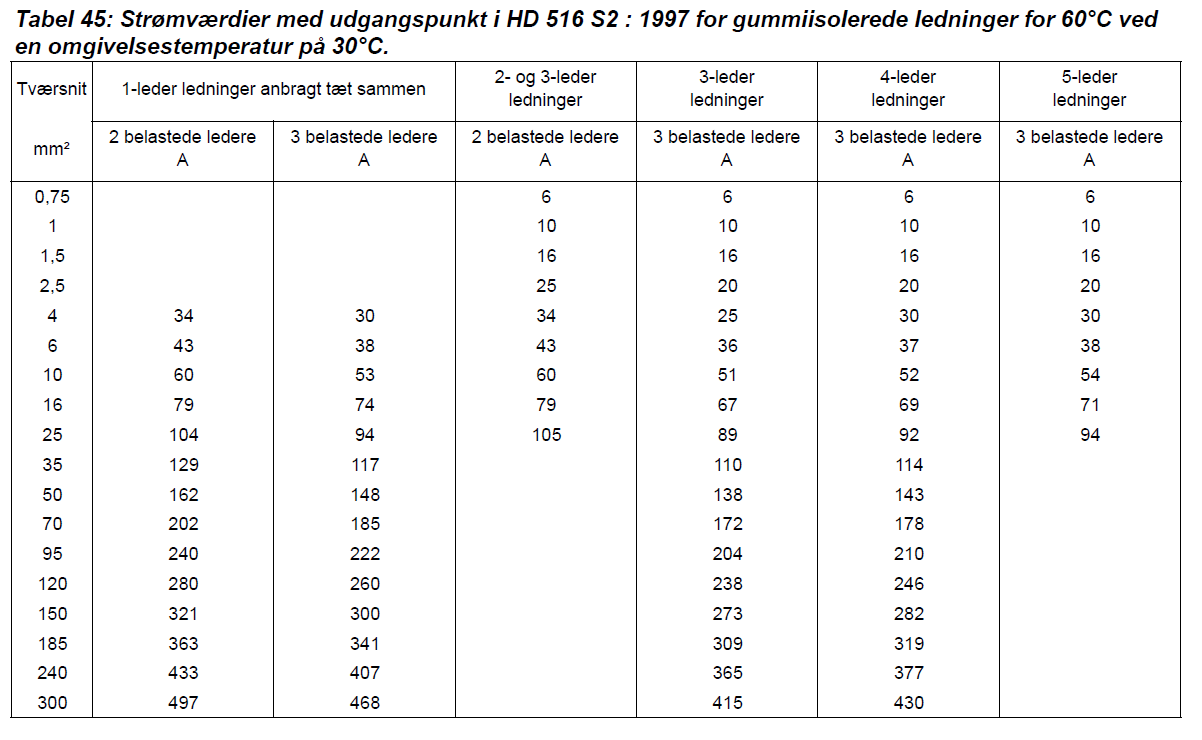 Tabel 45: Strømværdier med udgangspunkt i HD 516 S2 : 1997 for gummiisolerede ledninger for 60°C ved
en omgivelsestemperatur på 30°C.
Tværsnit 1-leder ledninger anbragt tæt sammen 2- og 3-leder ledninger 3-leder ledninger 4-leder ledninger 5-leder ledninger
mm² 2 belastede ledere A 3 belastede ledere A 2 belastede ledere A 3 belastede ledere A 3 belastede ledere A 3 belastede ledere A
0,75 6 6 6 6
1 10 10 10 10
1,5 16 16 16 16
2,5 25 20 20 20
4 34 30 34 25 30 30
6 43 38 43 36 37 38
10 60 53 60 51 52 54
16 79 74 79 67 69 71
25 104 94 105 89 92 94
35 129 117 110 114
50 162 148 138 143
70 202 185 172 178
95 240 222 204 210
120 280 260 238 246
150 321 300 273 282
185 363 341 309 319
240 433 407 365 377
300 497 468 415 430